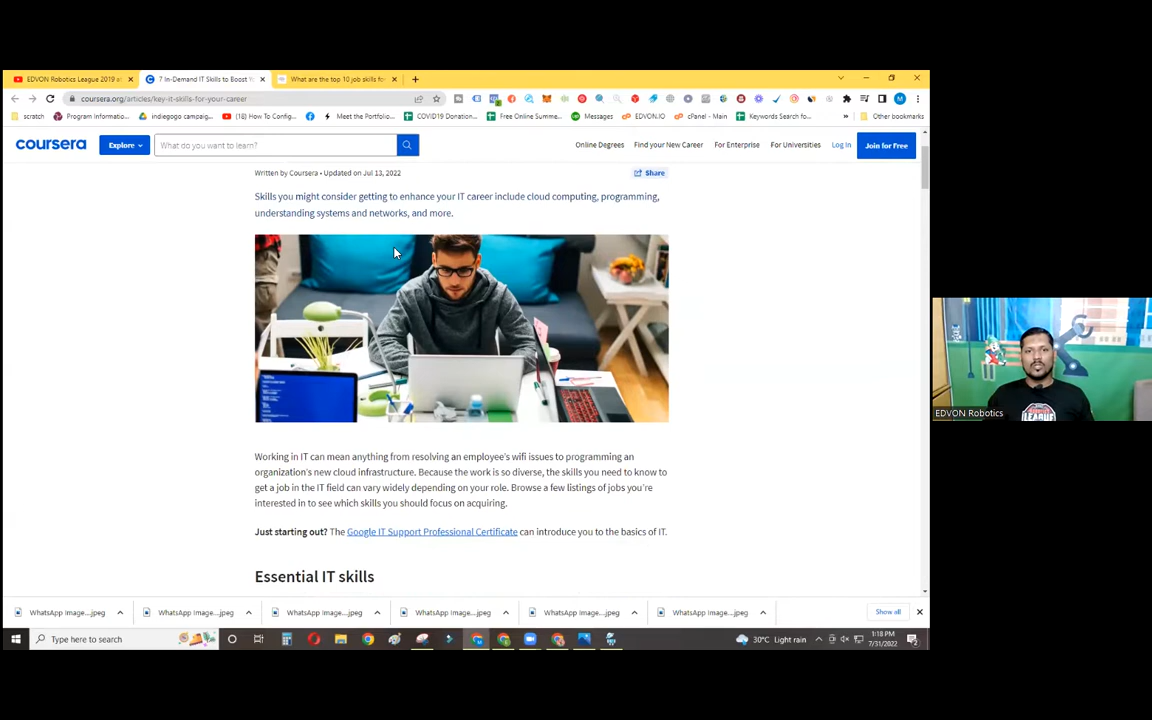 EDVON Robotics League 2019 a
7 In-Demand IT Skills to Boost Y
What are the top 10 job skills fo
coursera.org/articles/key-it-skills-for-your-career
M
scratch
Program Informatio...
indiegogo campaig...
(18) How To Config...
Meet the Portfolio...
COVID19 Donation...
Free Online Summe...
Messages
EDVON.IO
cPanel - Main
Keywords Search fo...
»
Other bookmarks
coursera
Explore
What do you want to learn?
Online Degrees
Find your New Career
For Enterprise
For Universities
Log In
Join for Free
Written by Coursera • Updated on Jul 13, 2022
Share
Skills you might consider getting to enhance your IT career include cloud computing, programming,
understanding systems and networks, and more.
Working in IT can mean anything from resolving an employee's wifi issues to programming an
organization's new cloud infrastructure. Because the work is so diverse, the skills you need to know to
get a job in the IT field can vary widely depending on your role. Browse a few listings of jobs you're
interested in to see which skills you should focus on acquiring.
Just starting out? The Google IT Support Professional Certificate can introduce you to the basics of IT.
Essential IT skills
WhatsApp Image....jpeg
WhatsApp Image....jpeg
WhatsApp Image....jpeg
WhatsApp Image....jpeg
WhatsApp Image....jpeg
WhatsApp Image....jpeg
Show all
Type here to search
30°C Light rain
1:18 PM
7/31/2022
LEAGUE
EDVON Robotics